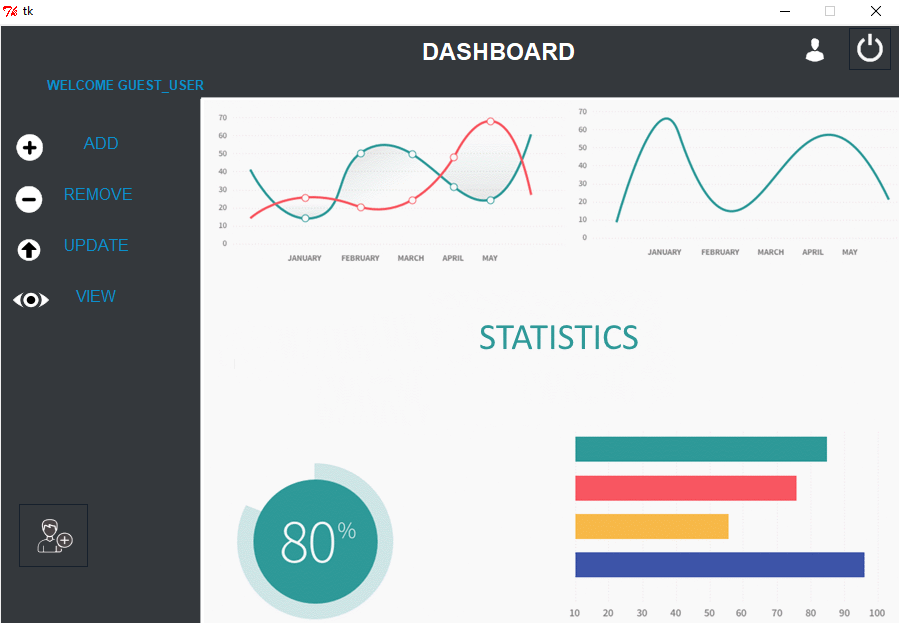 tk
DASHBOARD
WELCOME GUEST_USER
ADD
REMOVE
UPDATE
VIEW
70
60
50
40
30
20
10
0
JANUARY FEBRUARY MARCH APRIL MAY
70
60
50
40
30
20
10
0
JANUARY FEBRUARY MARCH APRIL MAY
STATISTICS
80%
10 20 30 40 50 60 70 80 90 100